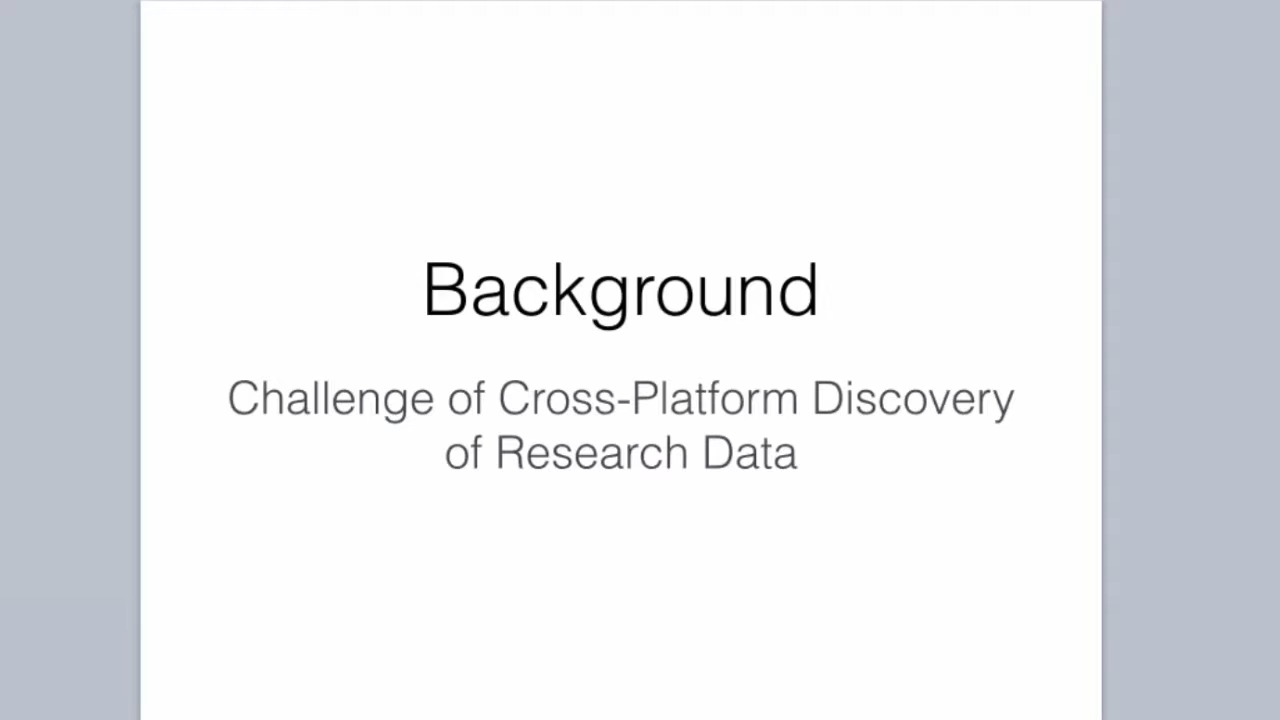 Background
Challenge of Cross-Platform Discovery
of Research Data